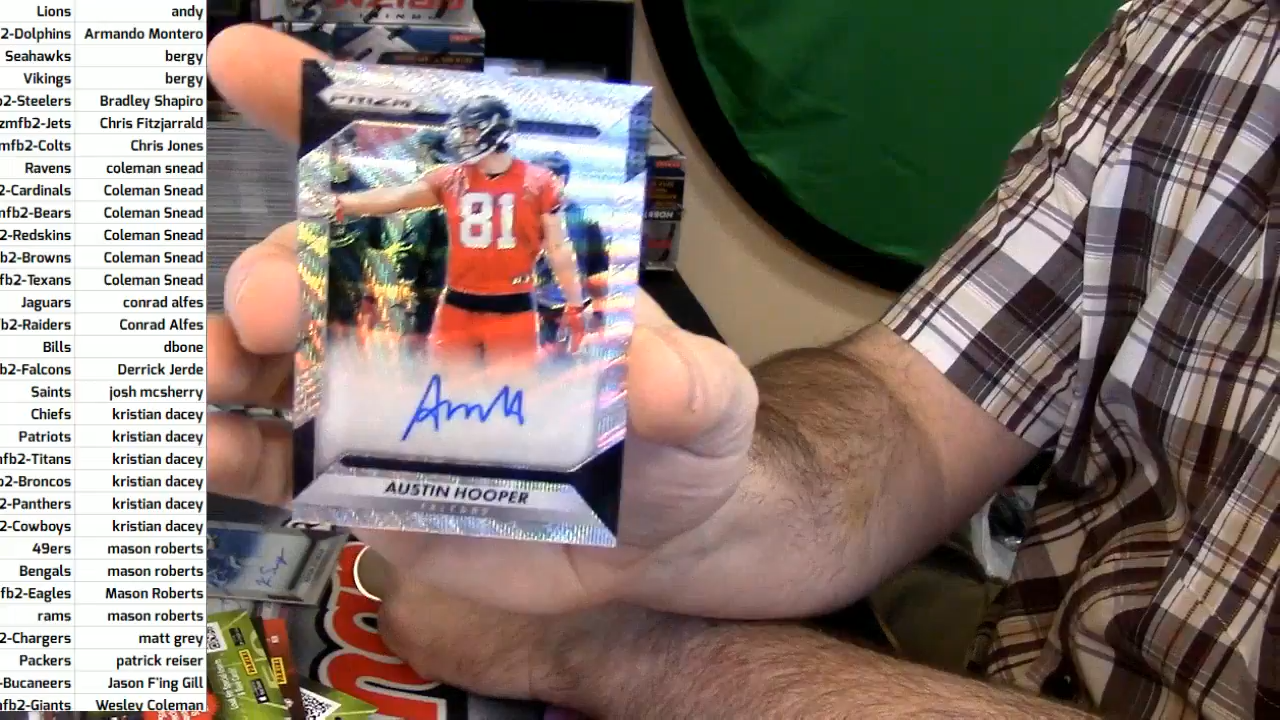 Lions andy
2-Dolphins Armando Montero
Seahawks bergy
Vikings bergy
b2-Steelers Bradley Shapiro
zmfb2-Jets Chris Fitzjarrald
mfb2-Colts Chris Jones
Ravens coleman snead
2-Cardinals Coleman Snead
nfb2-Bears Coleman Snead
2-Redskins Coleman Snead
b2-Browns Coleman Snead
fb2-Texans Coleman Snead
Jaguars conrad alfes
b2-Raiders Conrad Alfes
Bills dbone
b2-Falcons Derrick Jerde
Saints josh mcsherry
Chiefs kristian dacey
Patriots kristian dacey
nfb2-Titans kristian dacey
b2-Broncos kristian dacey
2-Panthers kristian dacey
2-Cowboys kristian dacey
49ers mason roberts
Bengals mason roberts
fb2-Eagles Mason Roberts
rams mason roberts
2-Chargers matt grey
Packers patrick reiser
-Bucaneers Jason F'ing Gill
nfb2-Giants Wesley Coleman
PRIZM
PRIZM
81
AUSTIN HOOPER
FALCONS
HOBBY
PANINI
PANINI